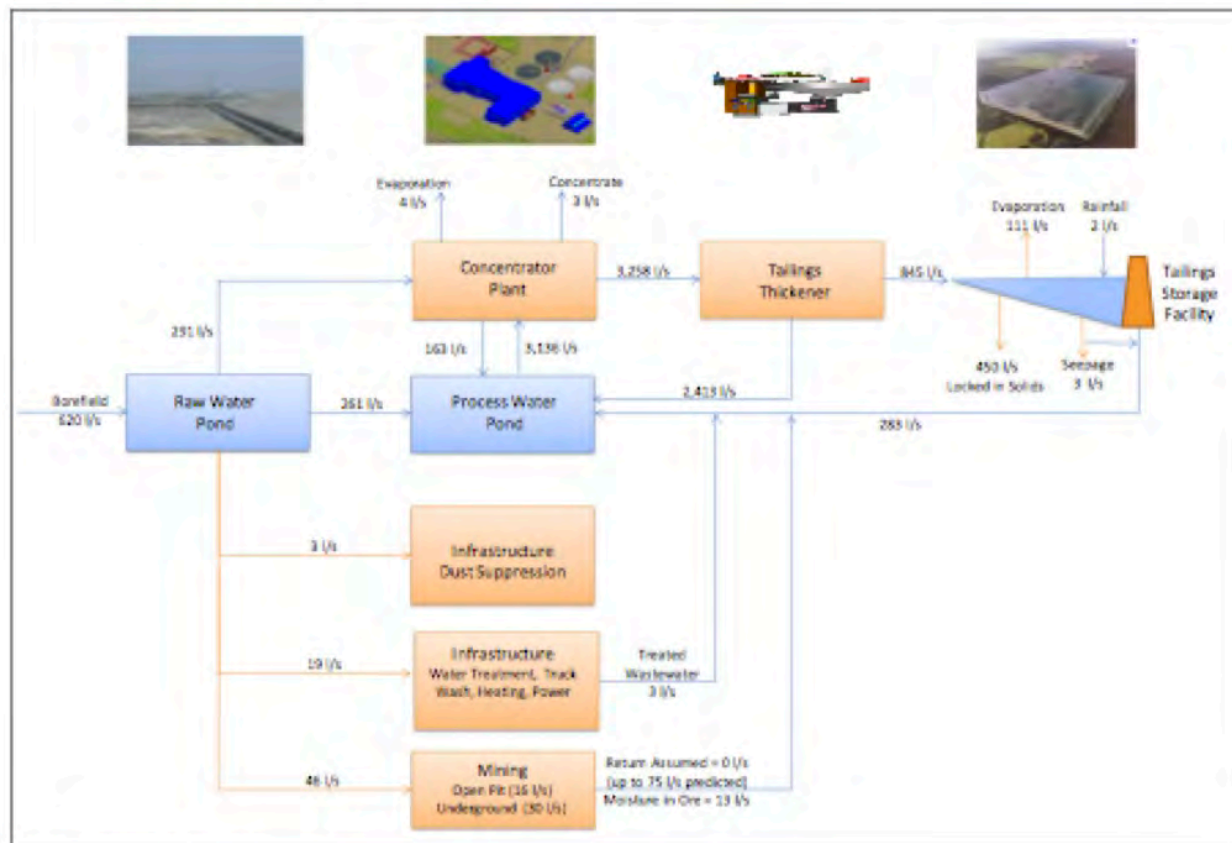 Evaporation
4 l/s
Concentrate
3 l/s
Evaporation
111 l/s
Rainfall
2 l/s
Concentrator
Plant
3,258 l/s
Tailings
Thickener
845 l/s
Tailings
Storage
Facility
291 l/s
163 l/s
3,136 l/s
450 l/s
Locked in Solids
Seepage
3 l/s
Borefield
620 l/s
Raw Water
Pond
261 l/s
Process Water
Pond
2,413 l/s
283 l/s
3 l/s
Infrastructure
Dust Suppression
19 l/s
Infrastructure
Water Treatment, Truck
Wash, Heating, Power
Treated
Wastewater
3 l/s
46 l/s
Mining
Open Pit (16 l/s)
Underground (30 l/s)
Return Assumed = 0 l/s
(up to 75 l/s predicted)
Moisture in Ore = 13 l/s